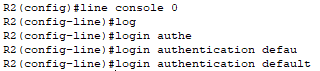 R2(config)#line console 0
R2(config-line)#log
R2(config-line)#login authe
R2(config-line)#login authentication defau
R2(config-line)#login authentication default